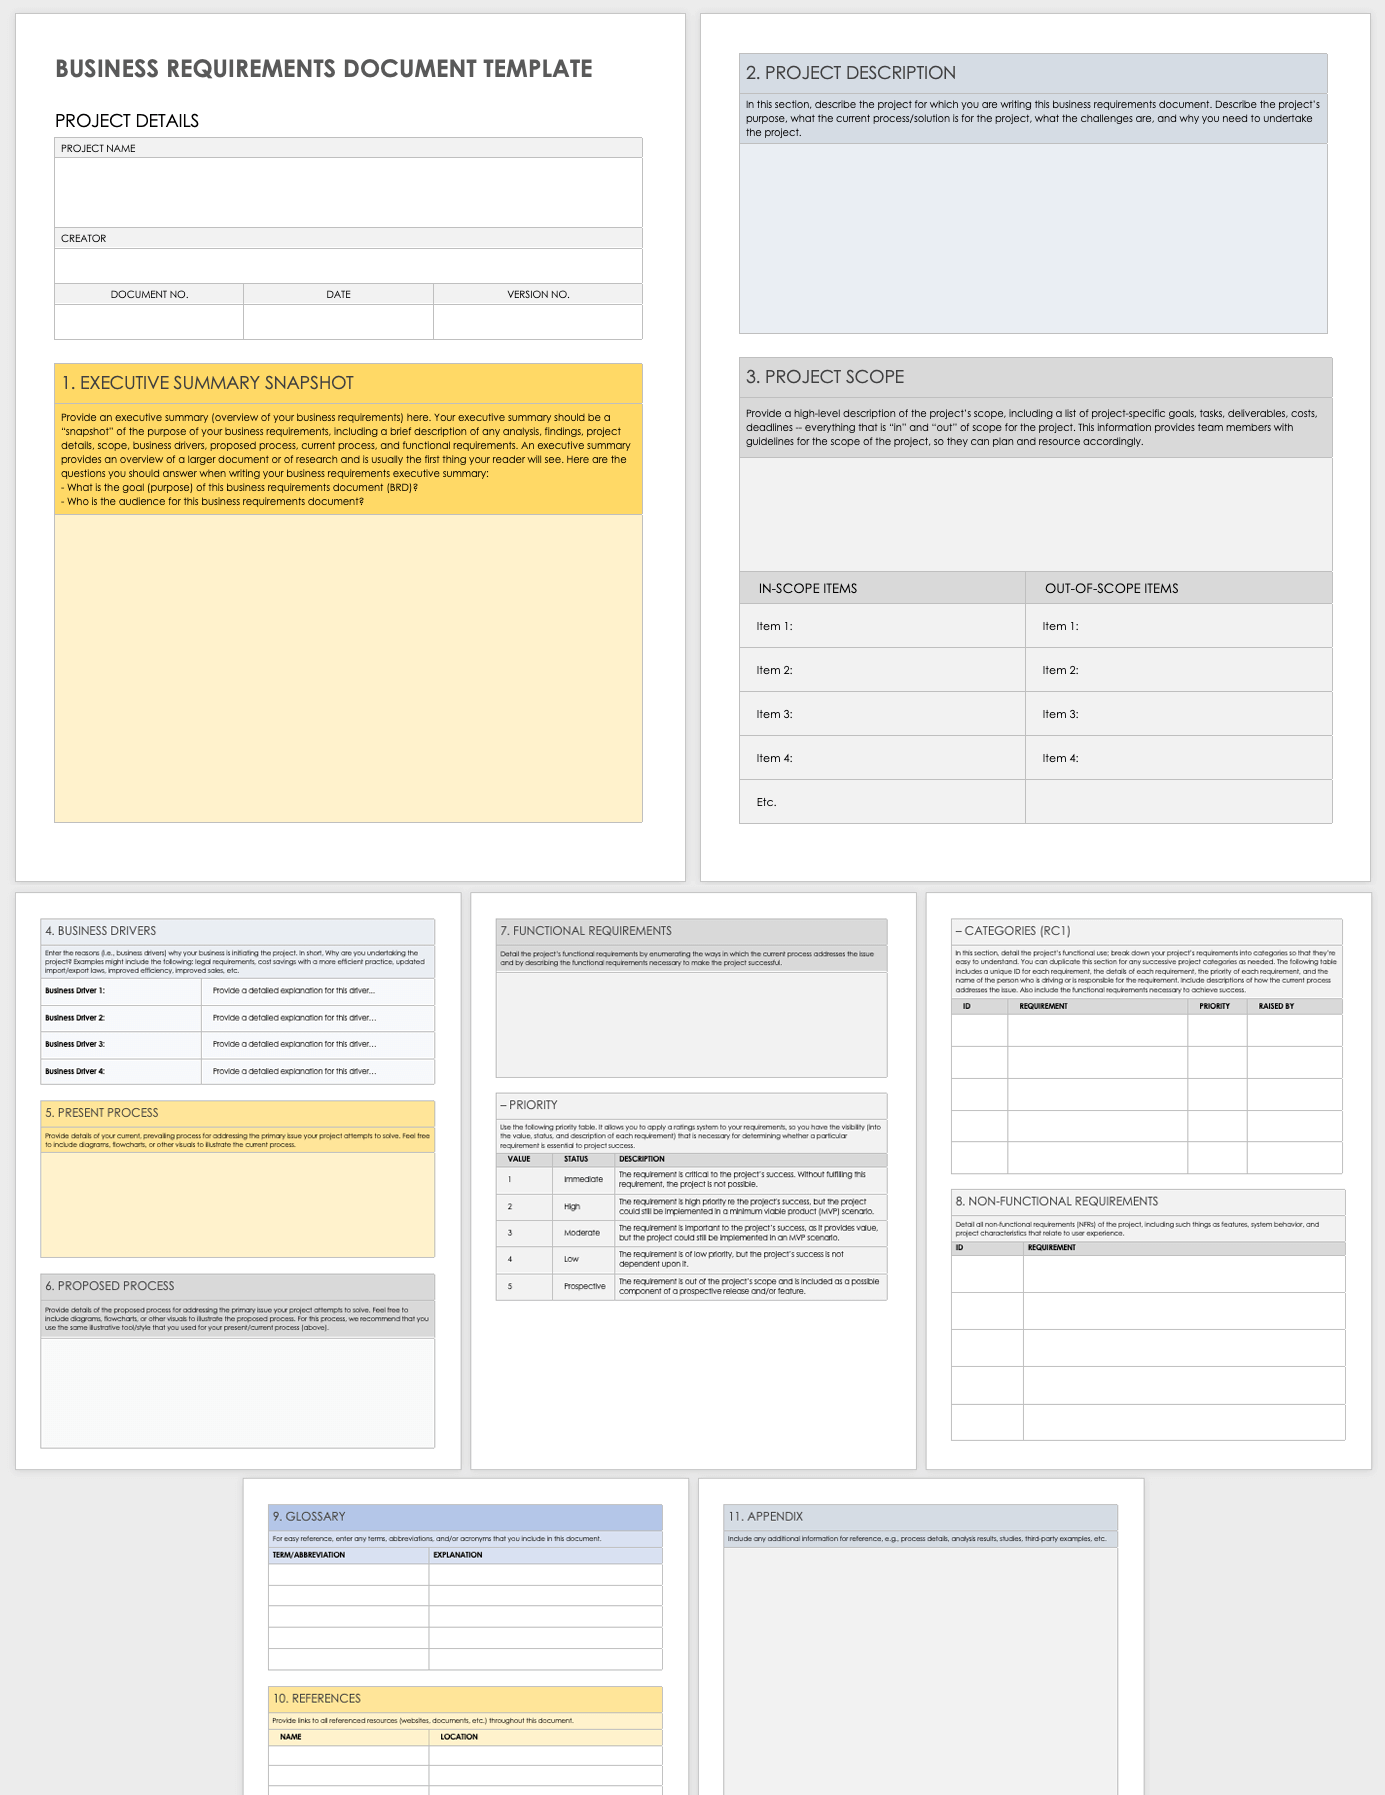 BUSINESS REQUIREMENTS DOCUMENT TEMPLATE
PROJECT DETAILS
PROJECT NAME
CREATOR
DOCUMENT NO.
DATE
VERSION NO.
1. EXECUTIVE SUMMARY SNAPSHOT
Provide an executive summary (overview of your business requirements) here. Your executive summary should be a
“snapshot” of the purpose of your business requirements, including a brief description of any analysis, findings, project
details, scope, business drivers, proposed process, current process, and functional requirements. An executive summary
provides an overview of a larger document or of research and is usually the first thing your reader will see. Here are the
questions you should answer when writing your business requirements executive summary:
- What is the goal (purpose) of this business requirements document (BRD)?
- Who is the audience for this business requirements document?
2. PROJECT DESCRIPTION
In this section, describe the project for which you are writing this business requirements document. Describe the project’s
purpose, what the current process/solution is for the project, what the challenges are, and why you need to undertake
the project.
3. PROJECT SCOPE
Provide a high-level description of the project’s scope, including a list of project-specific goals, tasks, deliverables, costs,
deadlines -- everything that is “in” and “out” of scope for the project. This information provides team members with
guidelines for the scope of the project, so they can plan and resource accordingly.
IN-SCOPE ITEMS
OUT-OF-SCOPE ITEMS
Item 1:
Item 1:
Item 2:
Item 2:
Item 3:
Item 3:
Item 4:
Item 4:
Etc.
4. BUSINESS DRIVERS
Enter the reasons (i.e., business drivers) why your business is initiating the project. In short, Why are you undertaking the
project? Examples might include the following: legal requirements, cost savings with a more efficient practice, updated
import/export laws, improved efficiency, improved sales, etc.
Business Driver 1:
Provide a detailed explanation for this driver...
Business Driver 2:
Provide a detailed explanation for this driver…
Business Driver 3:
Provide a detailed explanation for this driver…
Business Driver 4:
Provide a detailed explanation for this driver…
5. PRESENT PROCESS
Provide details of your current, prevailing process for addressing the primary issue your project attempts to solve. Feel free
to include diagrams, flowcharts, or other visuals to illustrate the current process.
6. PROPOSED PROCESS
Provide details of the proposed process for addressing the primary issue your project attempts to solve. Feel free to
include diagrams, flowcharts, or other visuals to illustrate the proposed process. For this process, we recommend that you
use the same illustrative tool/style that you used for your present/current process (above).
7. FUNCTIONAL REQUIREMENTS
Detail the project’s functional requirements by enumerating the ways in which the current process addresses the issue
and by describing the functional requirements necessary to make the project successful.
– PRIORITY
Use the following priority table. It allows you to apply a ratings system to your requirements, so you have the visibility (into
the value, status, and description of each requirement) that is necessary for determining whether a particular
requirement is essential to project success.
VALUE
STATUS
DESCRIPTION
1
Immediate
The requirement is critical to the project’s success. Without fulfilling this
requirement, the project is not possible.
2
High
The requirement is high priority re the project's success, but the project
could still be implemented in a minimum viable product (MVP) scenario.
3
Moderate
The requirement is important to the project’s success, as it provides value,
but the project could still be implemented in an MVP scenario.
4
Low
The requirement is of low priority, but the project’s success is not
dependent upon it.
5
Prospective
The requirement is out of the project’s scope and is included as a possible
component of a prospective release and/or feature.
– CATEGORIES (RC1)
In this section, detail the project’s functional use; break down your project’s requirements into categories so that they’re
easy to understand. You can duplicate this section for any successive project categories as needed. The following table
includes a unique ID for each requirement, the details of each requirement, the priority of each requirement, and the
name of the person who is driving or is responsible for the requirement. Include descriptions of how the current process
addresses the issue. Also include the functional requirements necessary to achieve success.
ID
REQUIREMENT
PRIORITY
RAISED BY
8. NON-FUNCTIONAL REQUIREMENTS
Detail all non-functional requirements (NFRs) of the project, including such things as features, system behavior, and
project characteristics that relate to user experience.
ID
REQUIREMENT
9. GLOSSARY
For easy reference, enter any terms, abbreviations, and/or acronyms that you include in this document.
TERM/ABBREVIATION
EXPLANATION
10. REFERENCES
Provide links to all referenced resources (websites, documents, etc.) throughout this document.
NAME
LOCATION
11. APPENDIX
Include any additional information for reference, e.g., process details, analysis results, studies, third-party examples, etc.